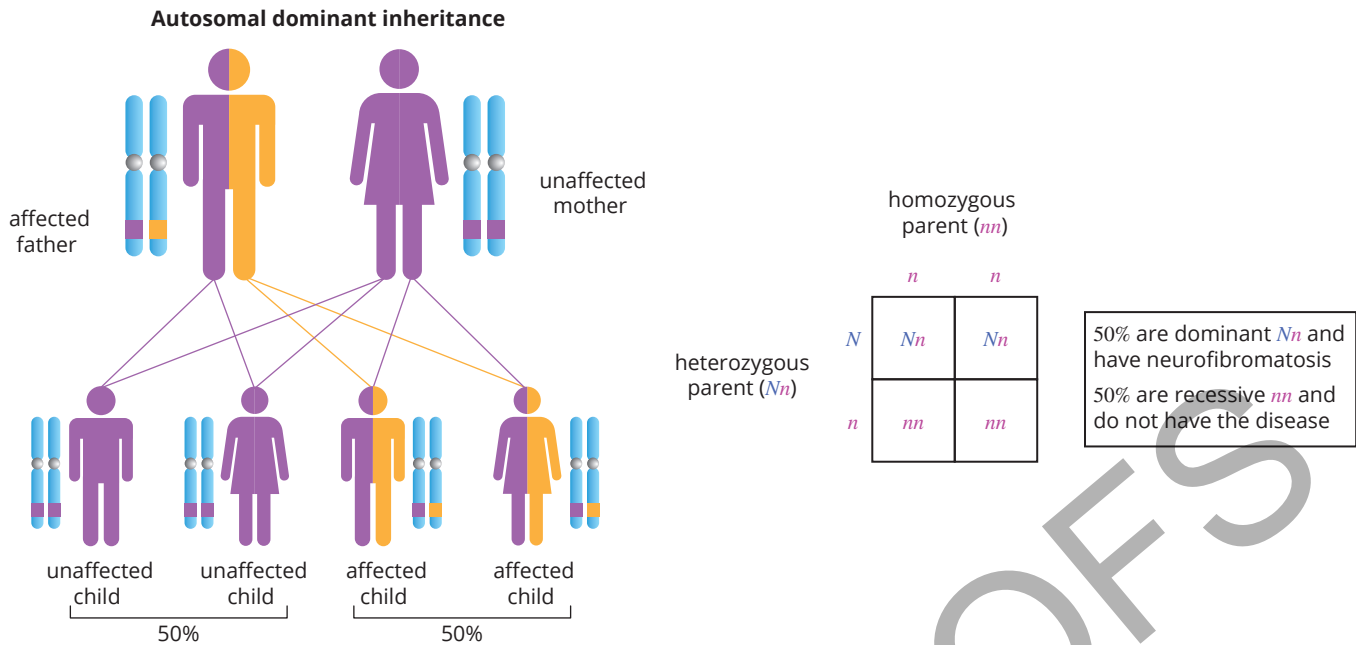 Autosomal dominant inheritance
affected
father
unaffected
mother
unaffected
child
unaffected
child
affected
child
affected
child
50%
50%
homozygous
parent (nn)
n n
heterozygous
parent (Nn)
N Nn Nn
n nn nn
50% are dominant Nn and
have neurofibromatosis
50% are recessive nn and
do not have the disease
OFS